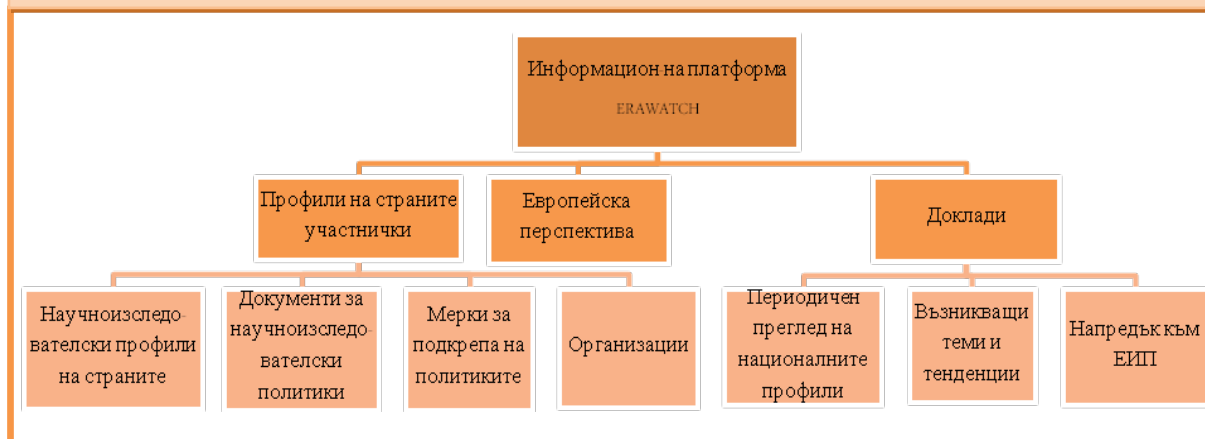 Информацион-на платформа
ERAWATCH
Профили на страните
участнички
Европейска
перспектива
Доклади
Научноизследо-
вателски профили
на страните
Документи за
научноизследо-
вателски
политики
Мерки за
подкрепа на
политиките
Организации
Периодичен
преглед на
националните
профили
Възникващи
теми и
тенденции
Напредък към
ЕИП